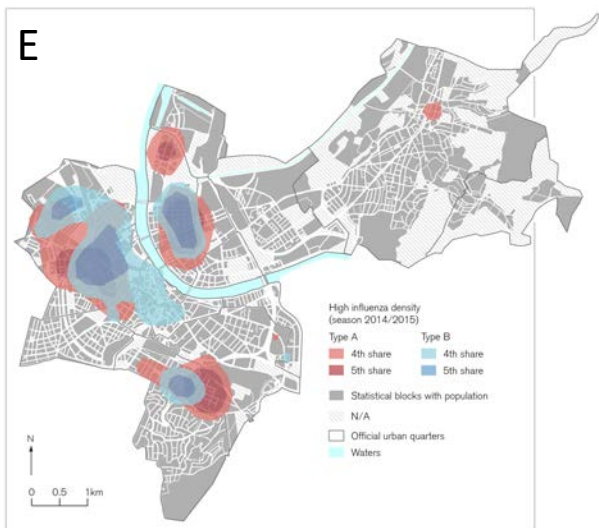 E
High influenza density
(season 2014/2015)
Type A Type B
4th share 4th share
5th share 5th share
Statistical blocks with population
N/A
Official urban quarters
Waters
N
0 0.5 1km